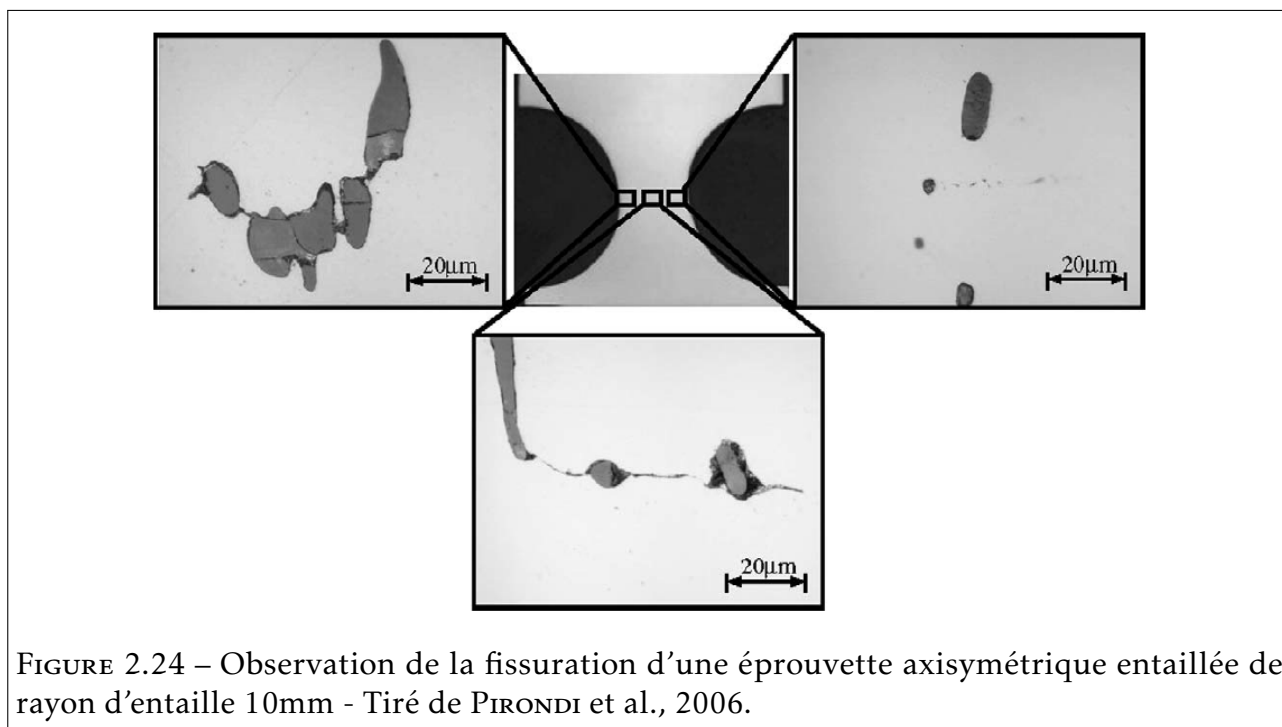 20μm
20μm
20μm
FIGURE 2.24 – Observation de la fissuration d'une éprouvette axisymétrique entaillée de
rayon d'entaille 10mm - Tiré de PIRONDI et al., 2006.